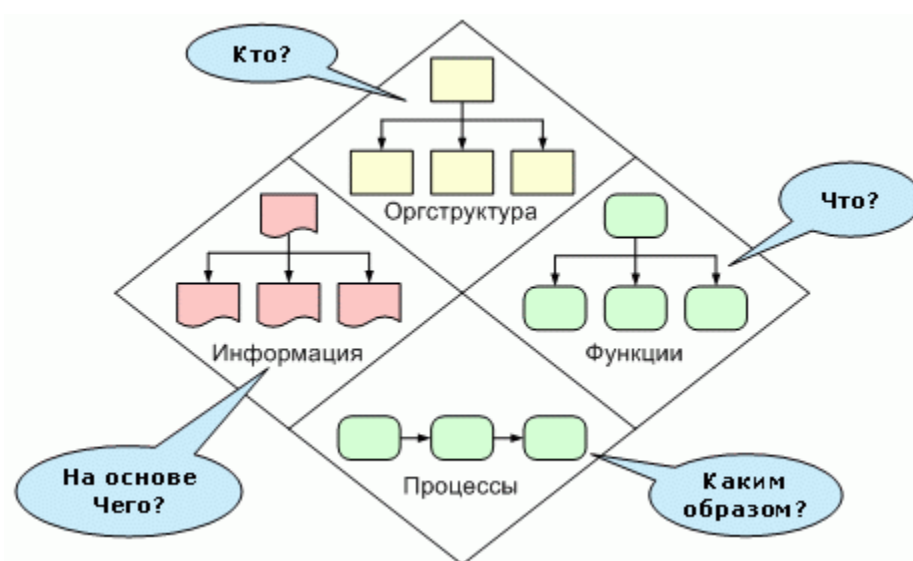 Кто?
Оргструктура
Что?
Информация
Функции
На основе
Чего?
Процессы
Каким
образом?